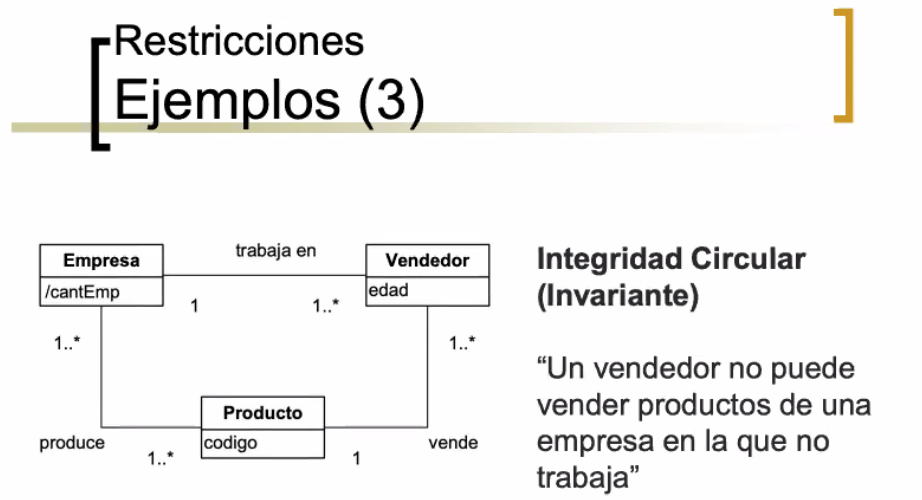 Restricciones
Ejemplos (3)
Empresa
/cantEmp
trabaja en
1
1..*
Vendedor
edad
1..*
1..*
Producto
codigo
produce
1..*
1
vende
Integridad Circular
(Invariante)
“Un vendedor no puede
vender productos de una
empresa en la que no
trabaja”